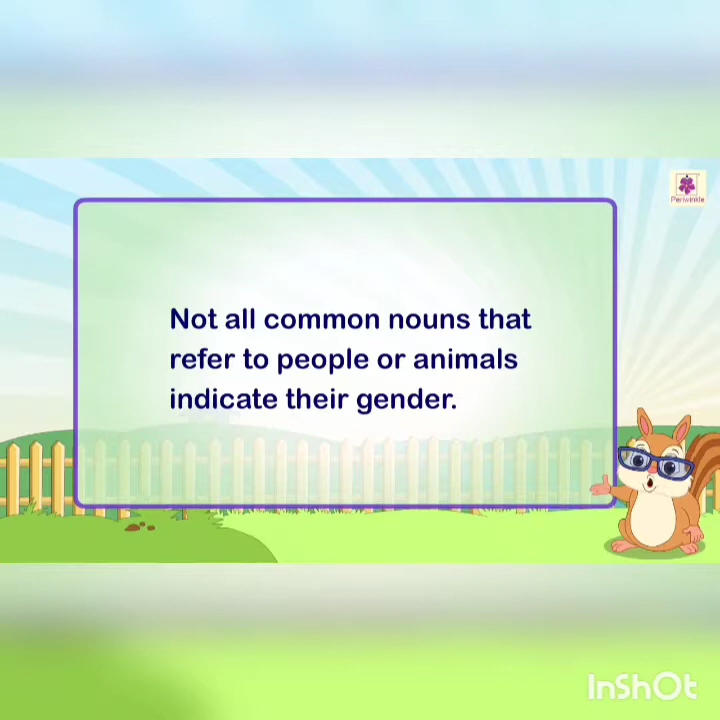 Periwinkle
Not all common nouns that
refer to people or animals
indicate their gender.
InShOt